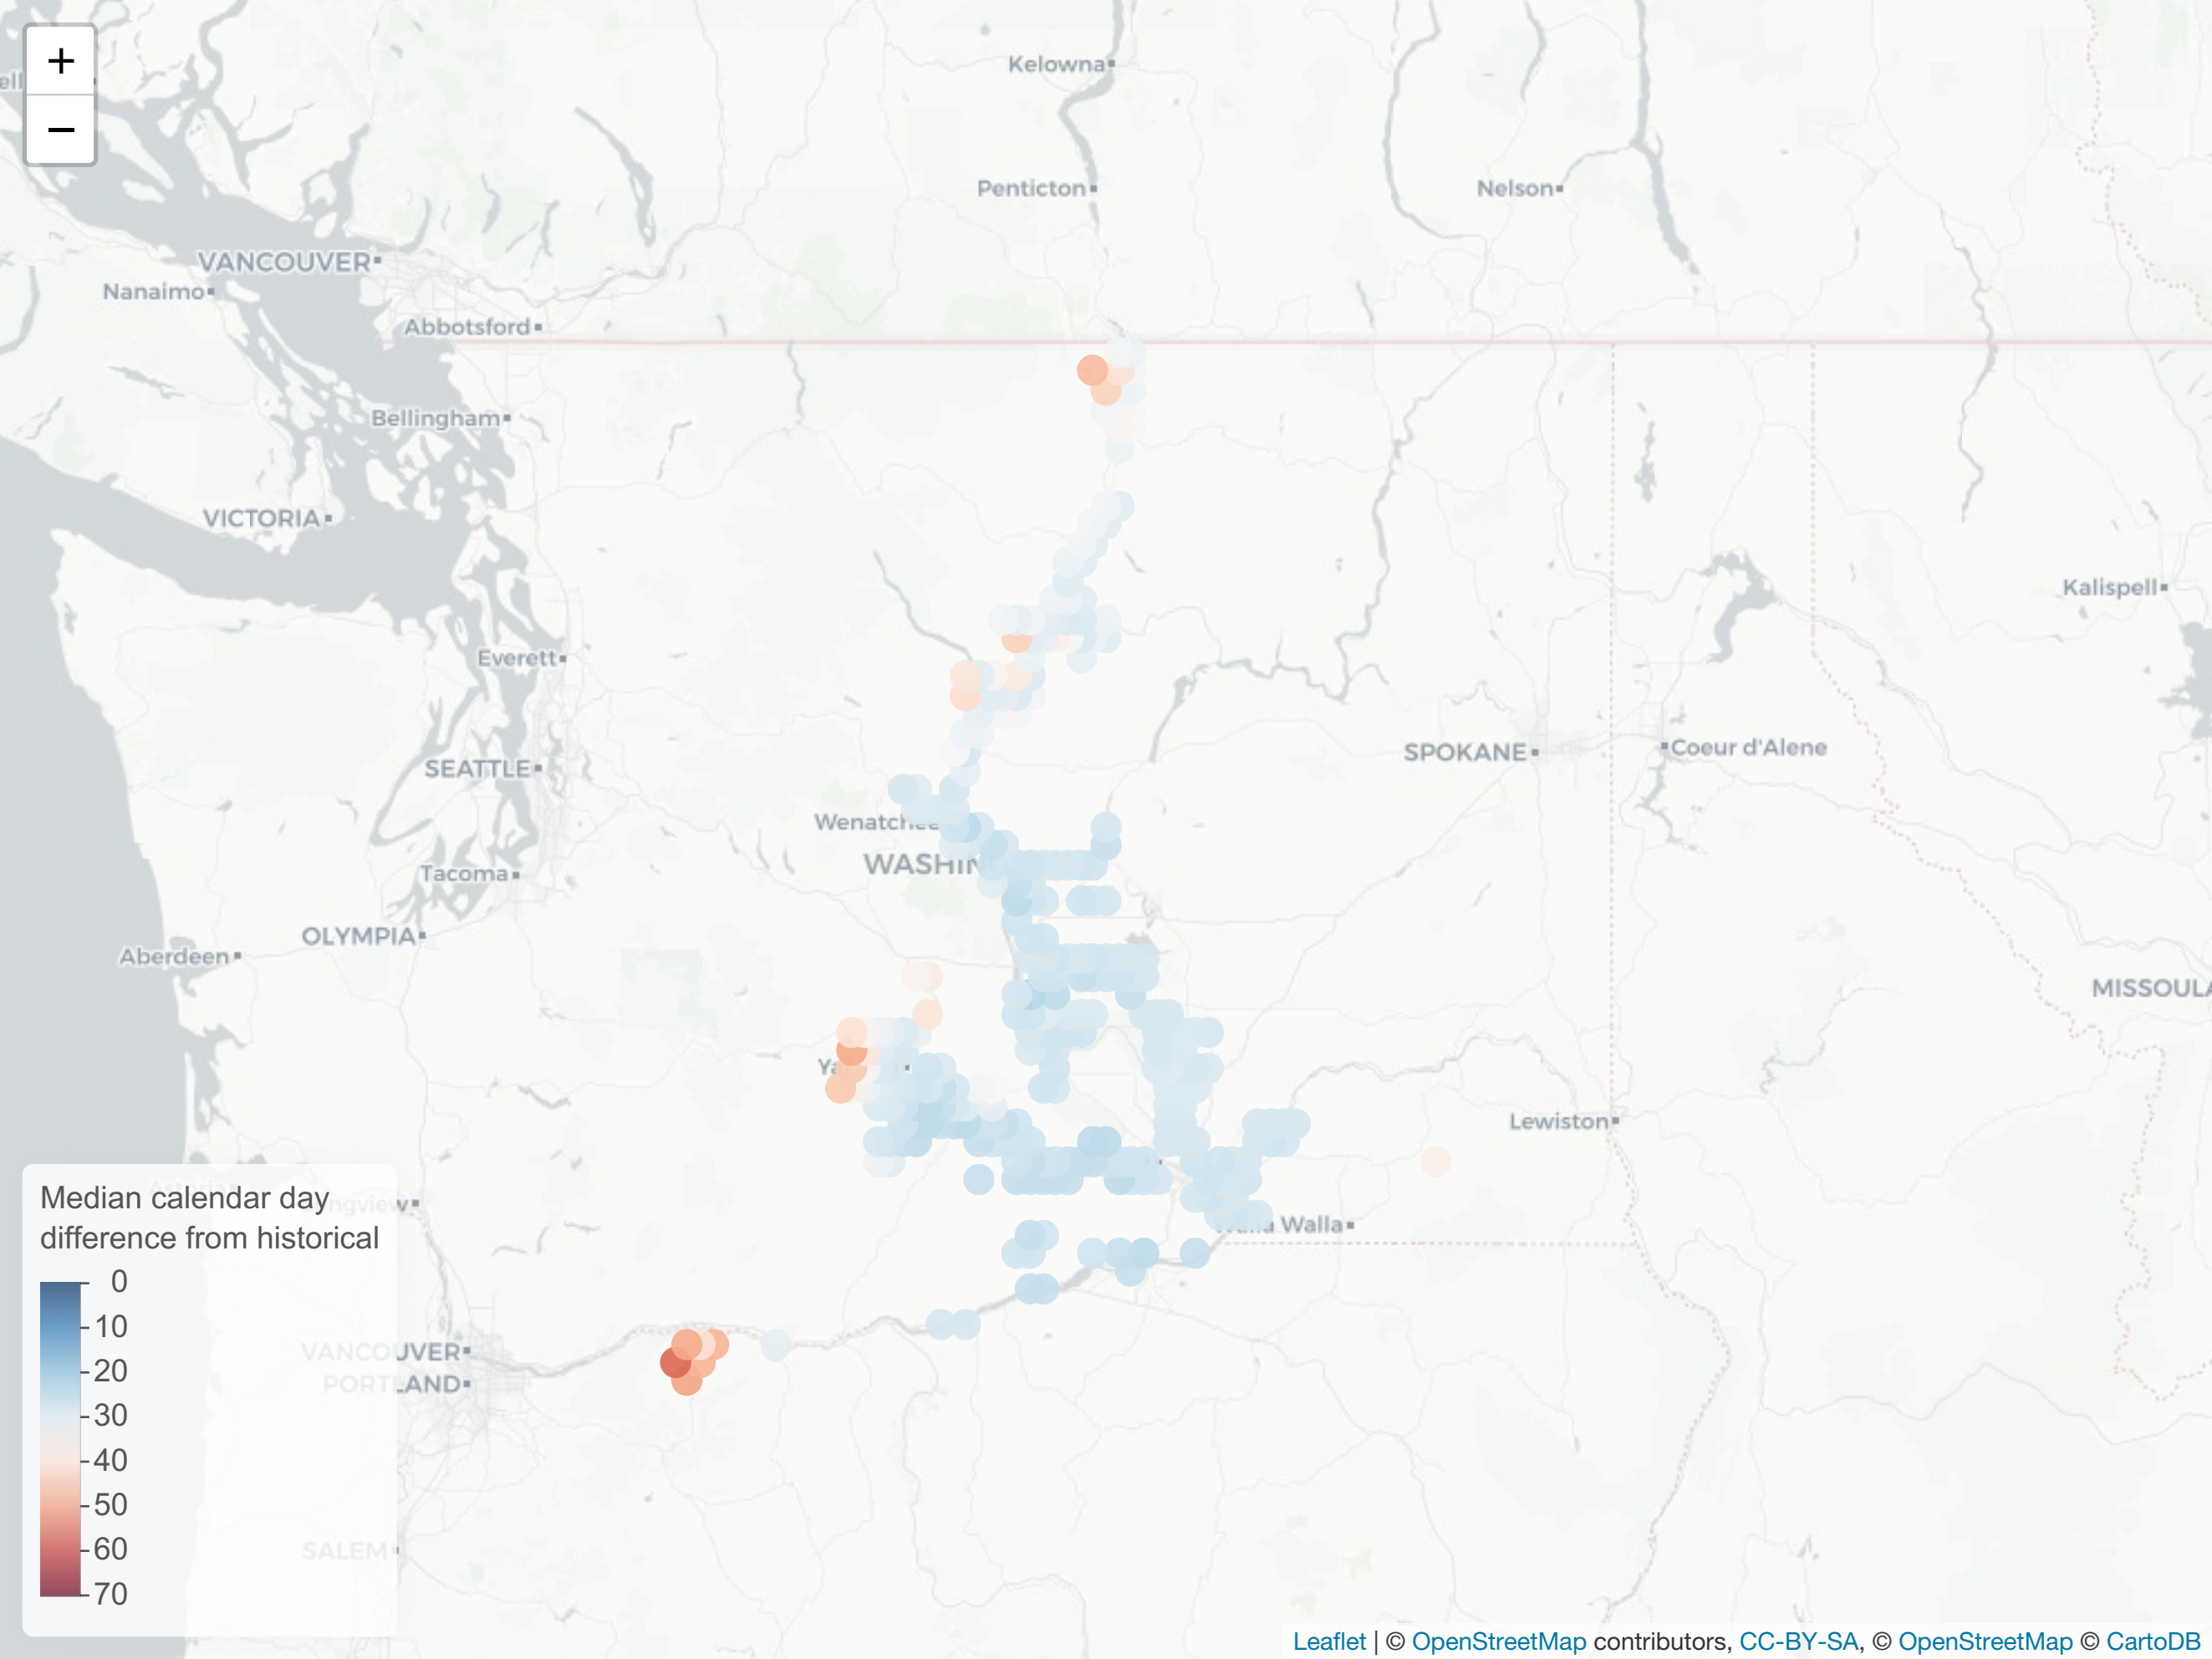 +
−
Kelowna
Penticton
Nelson
VANCOUVER
Nanaimo
Abbotsford
Bellingham
VICTORIA
Kalispell
Everett
SPOKANE
Coeur d'Alene
SEATTLE
Tacoma
OLYMPIA
Aberdeen
MISSOULA
Lewiston
Walla
Median calendar day
difference from historical
0
10
20
30
40
50
60
70
VANCOUVER
PORTLAND
SALEM
Leaflet | © OpenStreetMap contributors, CC-BY-SA, © OpenStreetMap © CartoDB